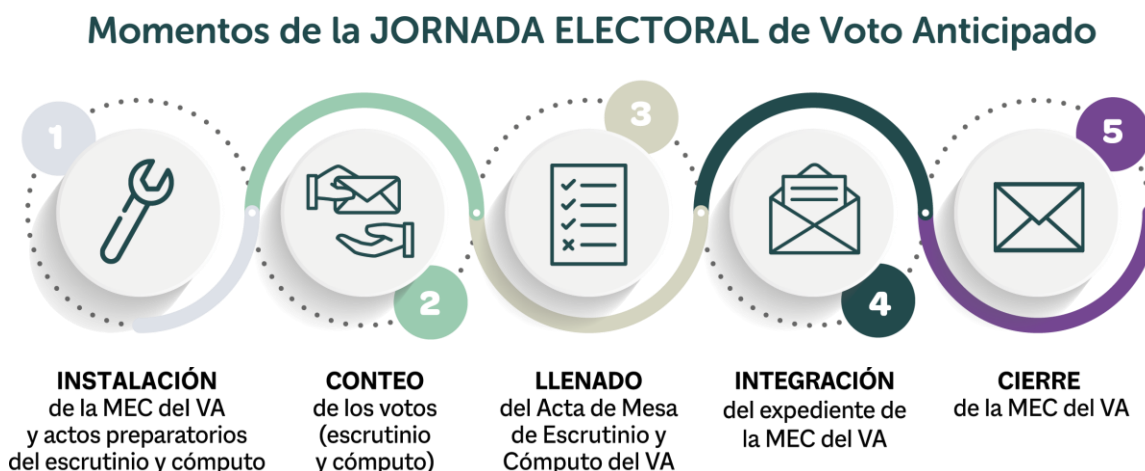 Momentos de la JORNADA ELECTORAL de Voto Anticipado
1
INSTALACIÓN
de la MEC del VA
y actos preparatorios
del escrutinio y cómputo
2
CONTEO
de los votos
(escrutinio
y cómputo)
3
LLENADO
del Acta de Mesa
de Escrutinio y
Cómputo del VA
4
INTEGRACIÓN
del expediente de
la MEC del VA
5
CIERRE
de la MEC del VA